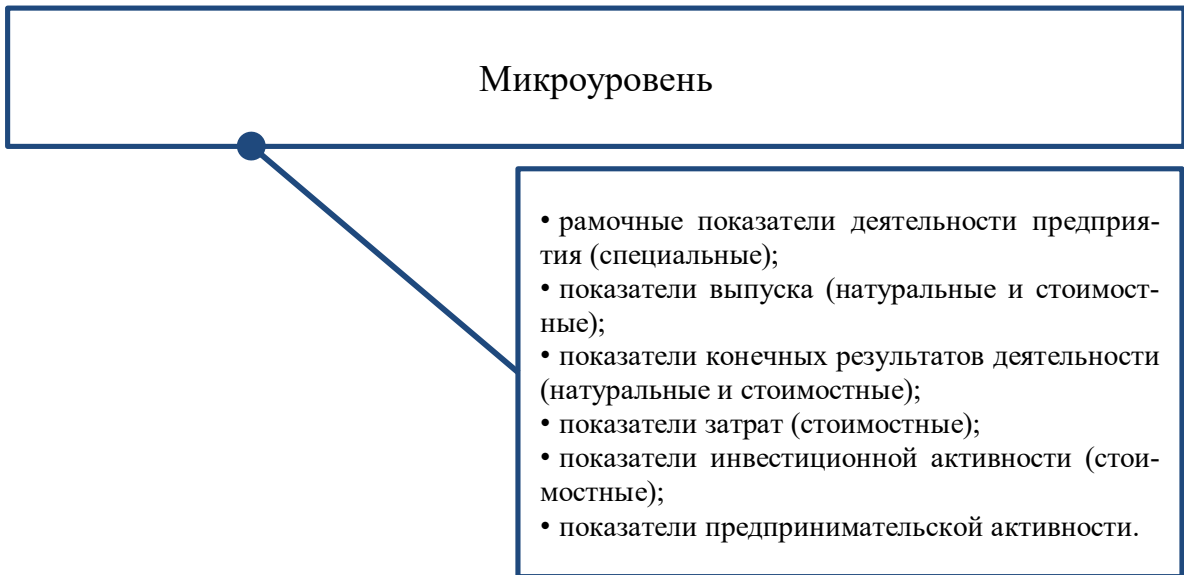 Микроуровень
• рамочные показатели деятельности предприя-
тия (специальные);
• показатели выпуска (натуральные и стоимост-
ные);
• показатели конечных результатов деятельности
(натуральные и стоимостные);
• показатели затрат (стоимостные);
• показатели инвестиционной активности (стои-
мостные);
• показатели предпринимательской активности.